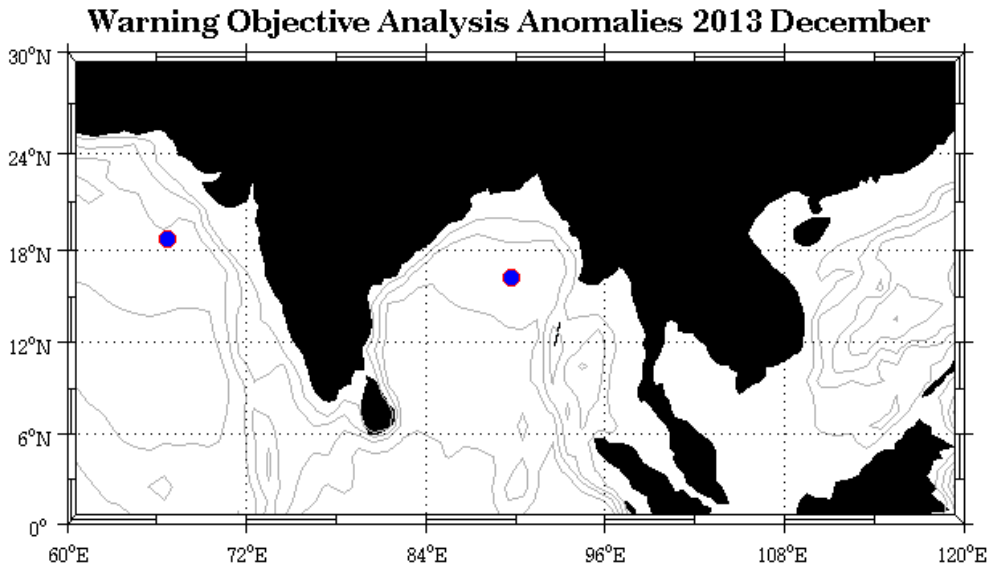 Warning Objective Analysis Anomalies 2013 December
30°N
24°N
18°N
12°N
6°N
0°
60°E 72°E 84°E 96°E 108°E 120°E